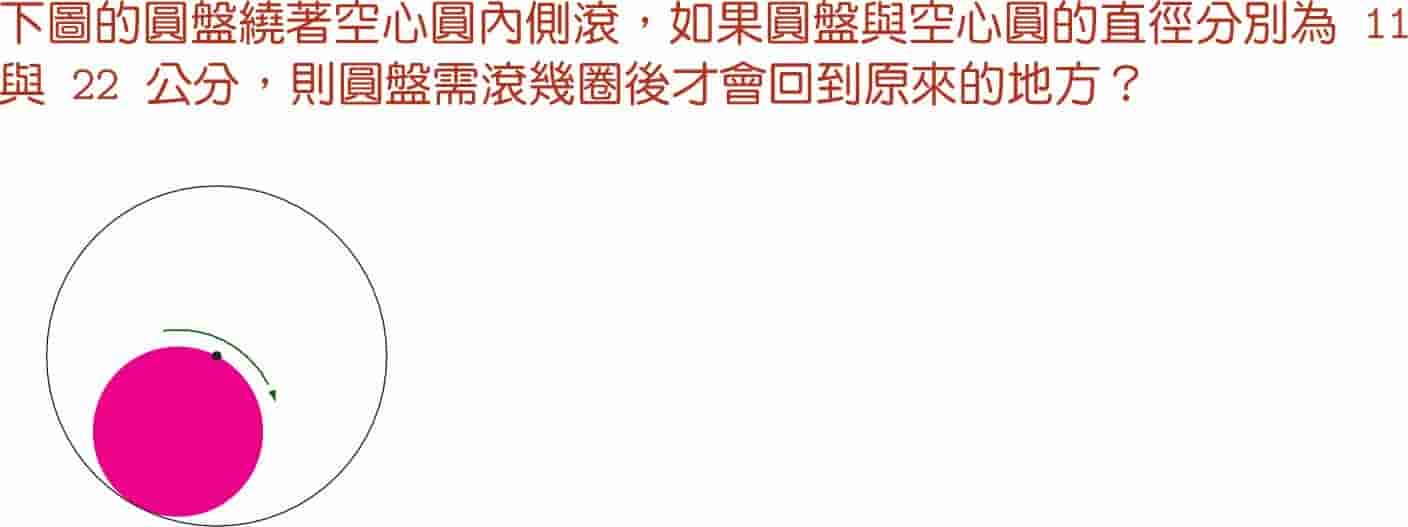 下圖的圓盤繞著空心圓內側滾，如果圓盤與空心圓的直徑分別為 11
與 22 公分，則圓盤需滾幾圈後才會回到原來的地方？